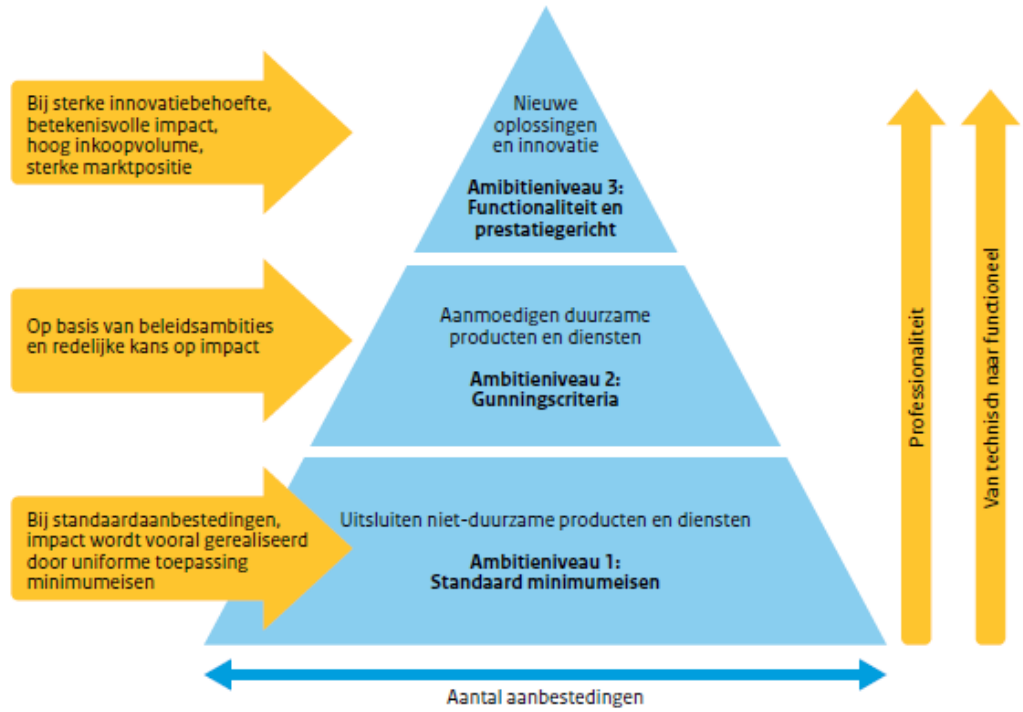 Bij sterke innovatiebehoefte,
betekenisvolle impact,
hoog inkoopvolume,
sterke marktpositie
Nieuwe
oplossingen
en innovatie
Amibitieniveau 3:
Functionaliteit en
prestatiegericht
Op basis van beleidsambities
en redelijke kans op impact
Aanmoedigen duurzame
producten en diensten
Ambitieniveau 2:
Gunningscriteria
Bij standaardaanbestedingen,
impact wordt vooral gerealiseerd
door uniforme toepassing
minimumeisen
Uitsluiten niet-duurzame producten en diensten
Ambitieniveau 1:
Standaard minimumeisen
Professionaliteit
Van technisch naar functioneel
Aantal aanbestedingen